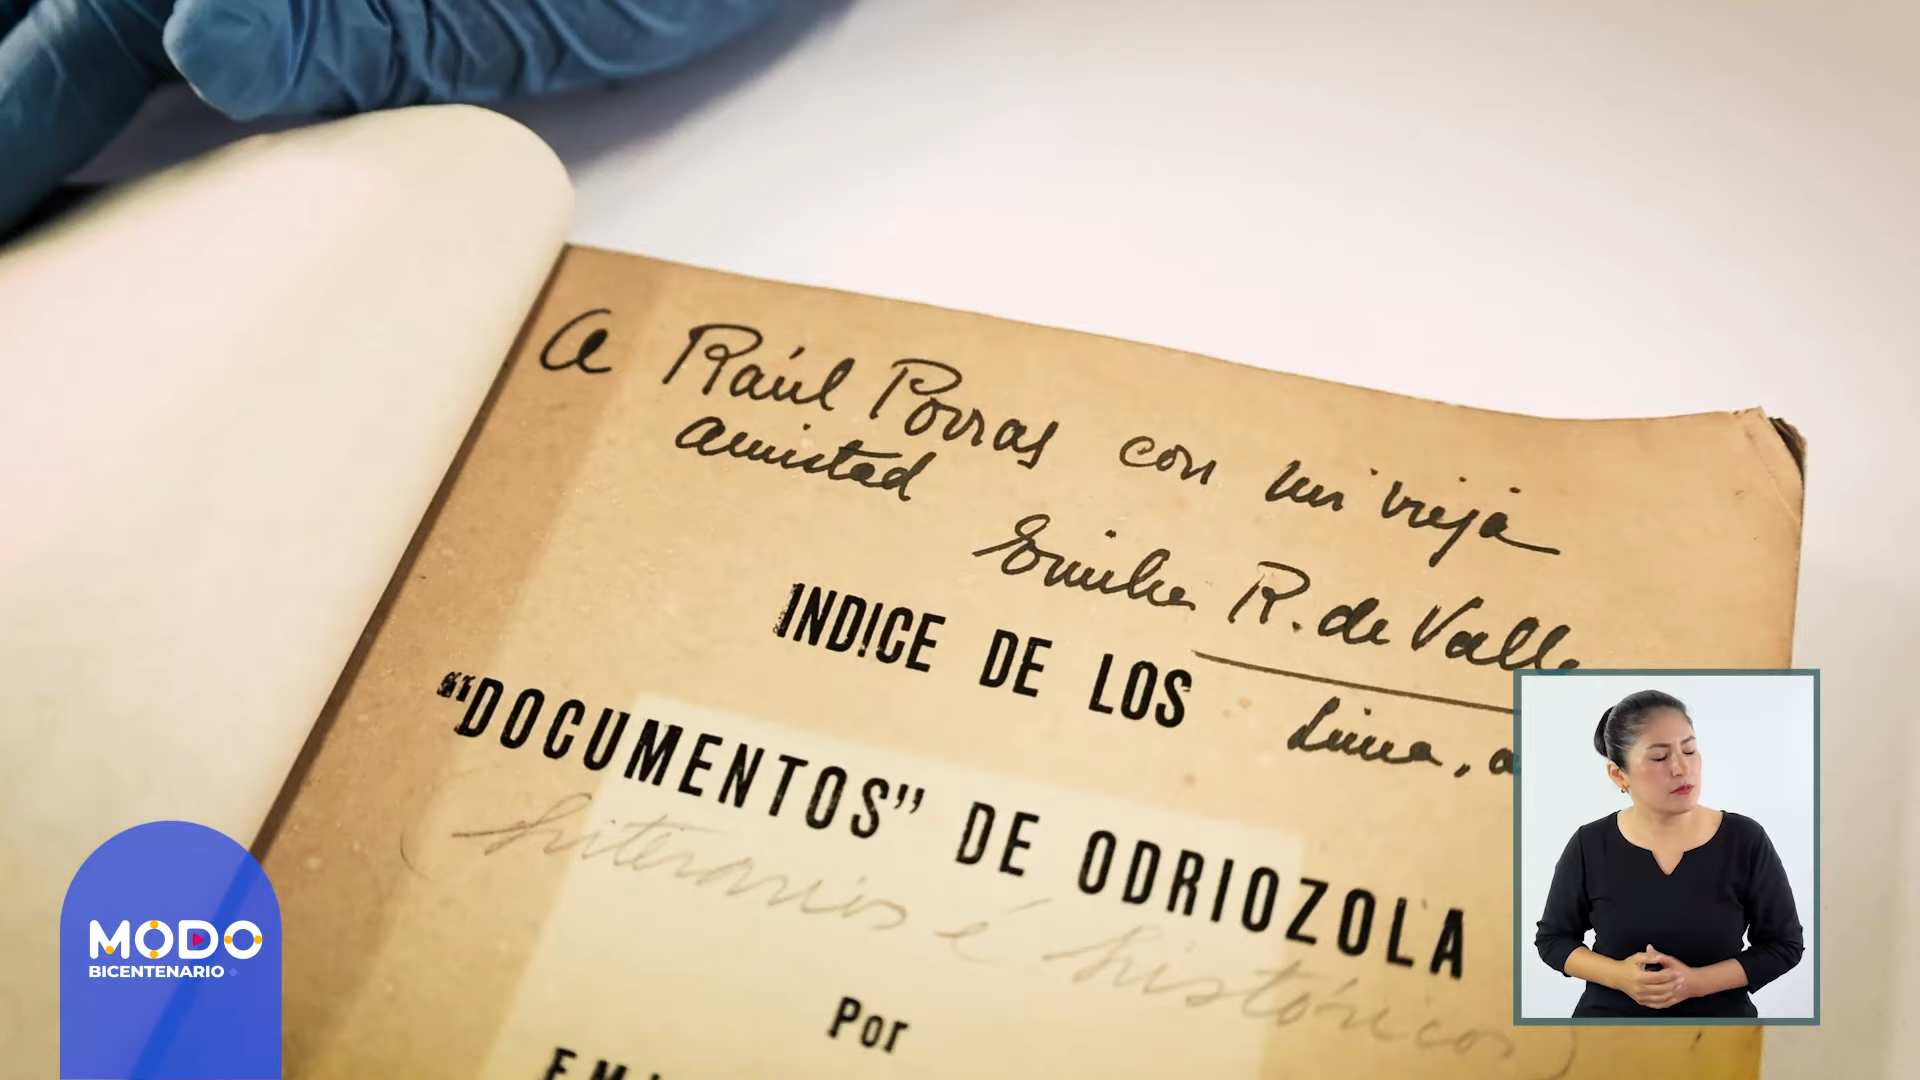 A Raúl Porras con mi vieja
amistad
Emilia R. de Valle
INDICE DE LOS
Lima, a
"DOCUMENTOS" DE ODRIOZOLA
(literarios é históricos)
Por
MODO
BICENTENARIO